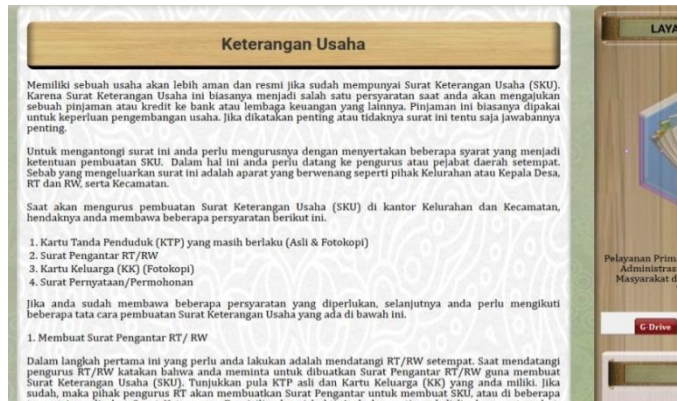 Keterangan Usaha
LAYA
Memiliki sebuah usaha akan lebih aman dan resmi jika sudah mempunyai Surat Keterangan Usaha (SKU).
Karena Surat Keterangan Usaha ini biasanya menjadi salah satu persyaratan saat anda akan mengajukan
sebuah pinjaman atau kredit ke bank atau lembaga keuangan yang lainnya. Pinjaman ini biasanya dipakai
untuk keperluan pengembangan usaha. Jika dikatakan penting atau tidaknya surat ini tentu saja jawabannya
penting.
Untuk mengantongi surat ini anda perlu mengurusnya dengan menyertakan beberapa syarat yang menjadi
ketentuan pembuatan SKU. Dalam hal ini anda perlu datang ke pengurus atau pejabat daerah setempat.
Sebab yang mengeluarkan surat ini adalah aparat yang berwenang seperti pihak Kelurahan atau Kepala Desa,
RT dan RW, serta Kecamatan.
Saat akan mengurus pembuatan Surat Keterangan Usaha (SKU) di kantor Kelurahan dan Kecamatan,
hendaknya anda membawa beberapa persyaratan berikut ini.
1. Kartu Tanda Penduduk (KTP) yang masih berlaku (Asli & Fotokopi)
2. Surat Pengantar RT/RW
3. Kartu Keluarga (KK) (Fotokopi)
4. Surat Pernyataan/Permohonan
Jika anda sudah membawa beberapa persyaratan yang diperlukan, selanjutnya anda perlu mengikuti
beberapa tata cara pembuatan Surat Keterangan Usaha yang ada di bawah ini.
1. Membuat Surat Pengantar RT/ RW
Dalam langkah pertama ini yang perlu anda lakukan adalah mendatangi RT/RW setempat. Saat mendatangi
pengurus RT/RW katakan bahwa anda meminta untuk dibuatkan Surat Pengantar RT/RW guna membuat
Surat Keterangan Usaha (SKU). Tunjukkan pula KTP asli dan Kartu Keluarga (KK) yang anda miliki. Jika
sudah, maka pihak pengurus RT akan membuatkan Surat Pengantar untuk membuat SKU, atau di beberapa
Pelayanan Prim
Administras
Masyarakat d
G-Drive